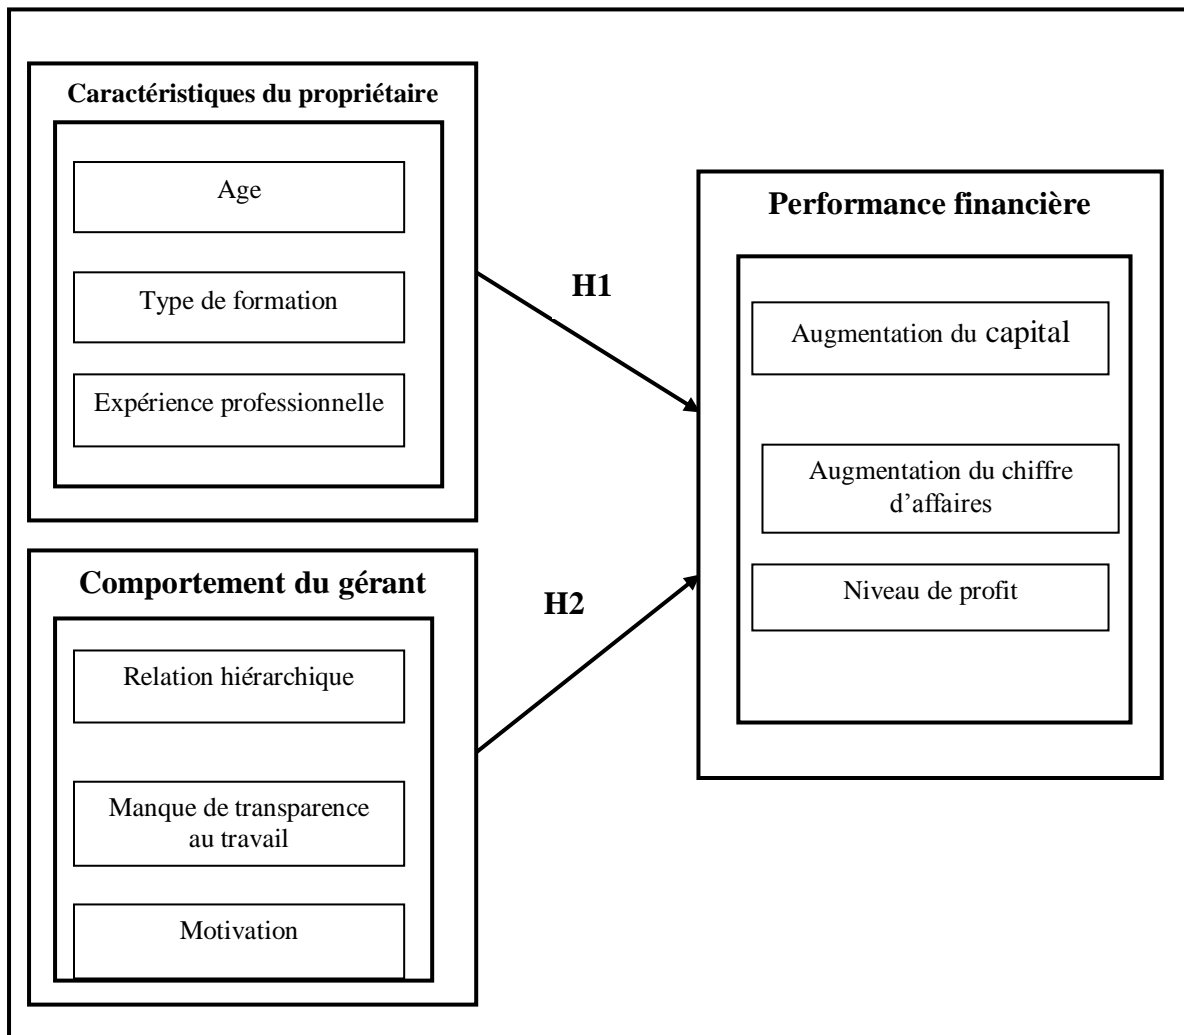 Caractéristiques du propriétaire
Age
Type de formation
Expérience professionnelle
H1
Performance financière
Augmentation du capital
Augmentation du chiffre
d’affaires
Niveau de profit
Comportement du gérant
Relation hiérarchique
Manque de transparence
au travail
Motivation
H2